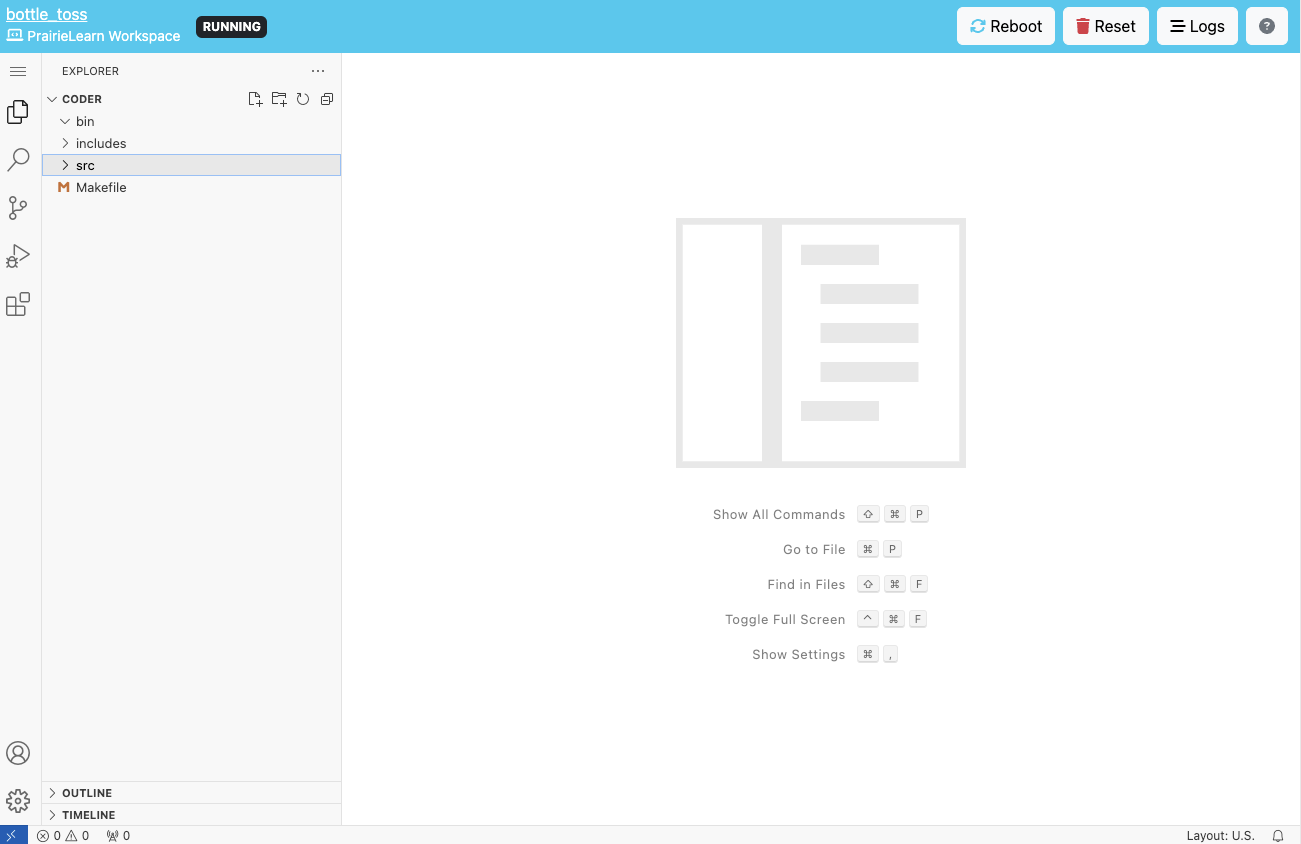 bottle_toss
PrairieLearn Workspace
RUNNING
Reboot
Reset
Logs
?
EXPLORER
···
CODER
bin
includes
src
M Makefile
Show All Commands ⇧ ⌘ P
Go to File ⌘ P
Find in Files ⇧ ⌘ F
Toggle Full Screen ^ ⌘ F
Show Settings ⌘ ,
OUTLINE
TIMELINE
0 0 0
Layout: U.S.